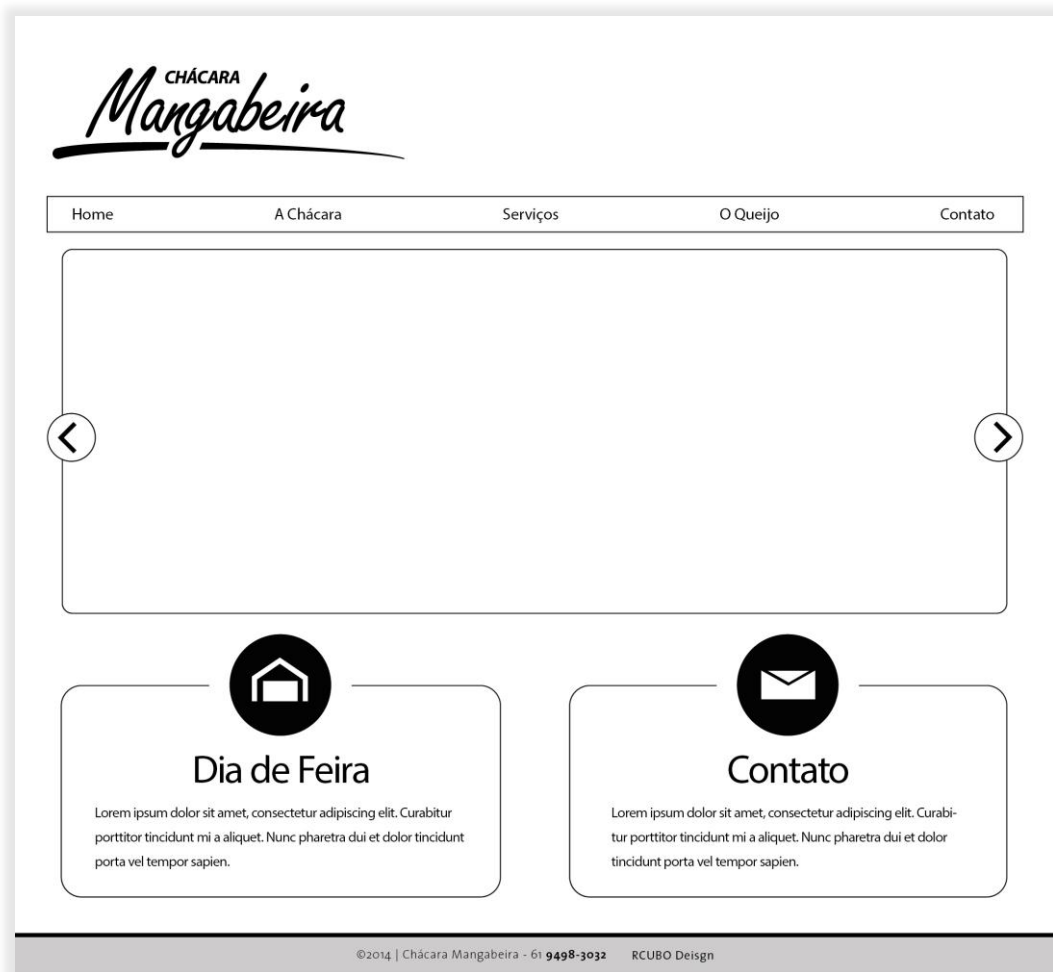 CHÁCARA
Mangabeira
Home A Chácara Serviços O Queijo Contato
Dia de Feira
Lorem ipsum dolor sit amet, consectetur adipiscing elit. Curabitur
porttitor tincidunt mi a aliquet. Nunc pharetra dui et dolor tincidunt
porta vel tempor sapien.
Contato
Lorem ipsum dolor sit amet, consectetur adipiscing elit. Curabi-
tur porttitor tincidunt mi a aliquet. Nunc pharetra dui et dolor
tincidunt porta vel tempor sapien.
©2014 | Chácara Mangabeira - 61 9498-3032 RCUBO Deisgn